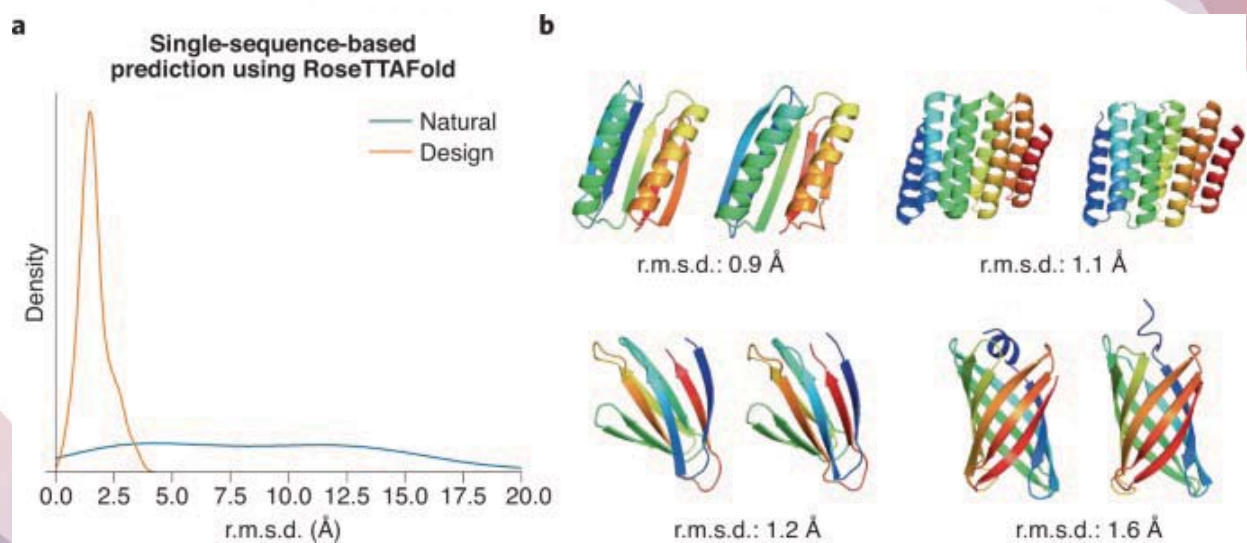 a
Single-sequence-based
prediction using RoseTTAFold
Natural
Design
Density
0.0 2.5 5.0 7.5 10.0 12.5 15.0 17.5 20.0
r.m.s.d. (Å)
b
r.m.s.d.: 0.9 Å
r.m.s.d.: 1.1 Å
r.m.s.d.: 1.2 Å
r.m.s.d.: 1.6 Å